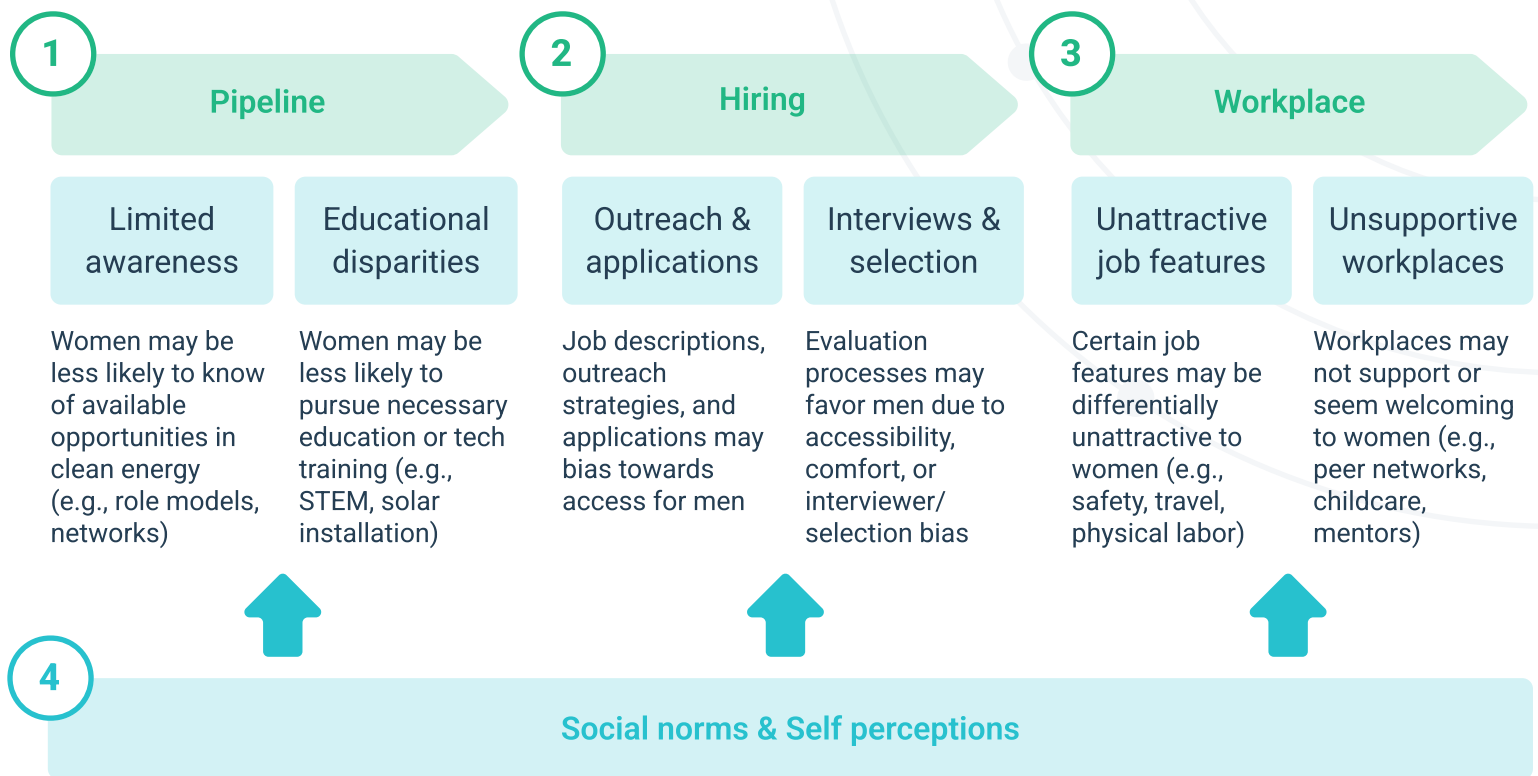 1
Pipeline
Limited
awareness
Women may be
less likely to know
of available
opportunities in
clean energy
(e.g., role models,
networks)
Educational
disparities
Women may be
less likely to
pursue necessary
education or tech
training (e.g.,
STEM, solar
installation)
2
Hiring
Outreach &
applications
Job descriptions,
outreach
strategies, and
applications may
bias towards
access for men
Interviews &
selection
Evaluation
processes may
favor men due to
accessibility,
comfort, or
interviewer/
selection bias
3
Workplace
Unattractive
job features
Certain job
features may be
differentially
unattractive to
women (e.g.,
safety, travel,
physical labor)
Unsupportive
workplaces
Workplaces may
not support or
seem welcoming
to women (e.g.,
peer networks,
childcare,
mentors)
4
Social norms & Self perceptions